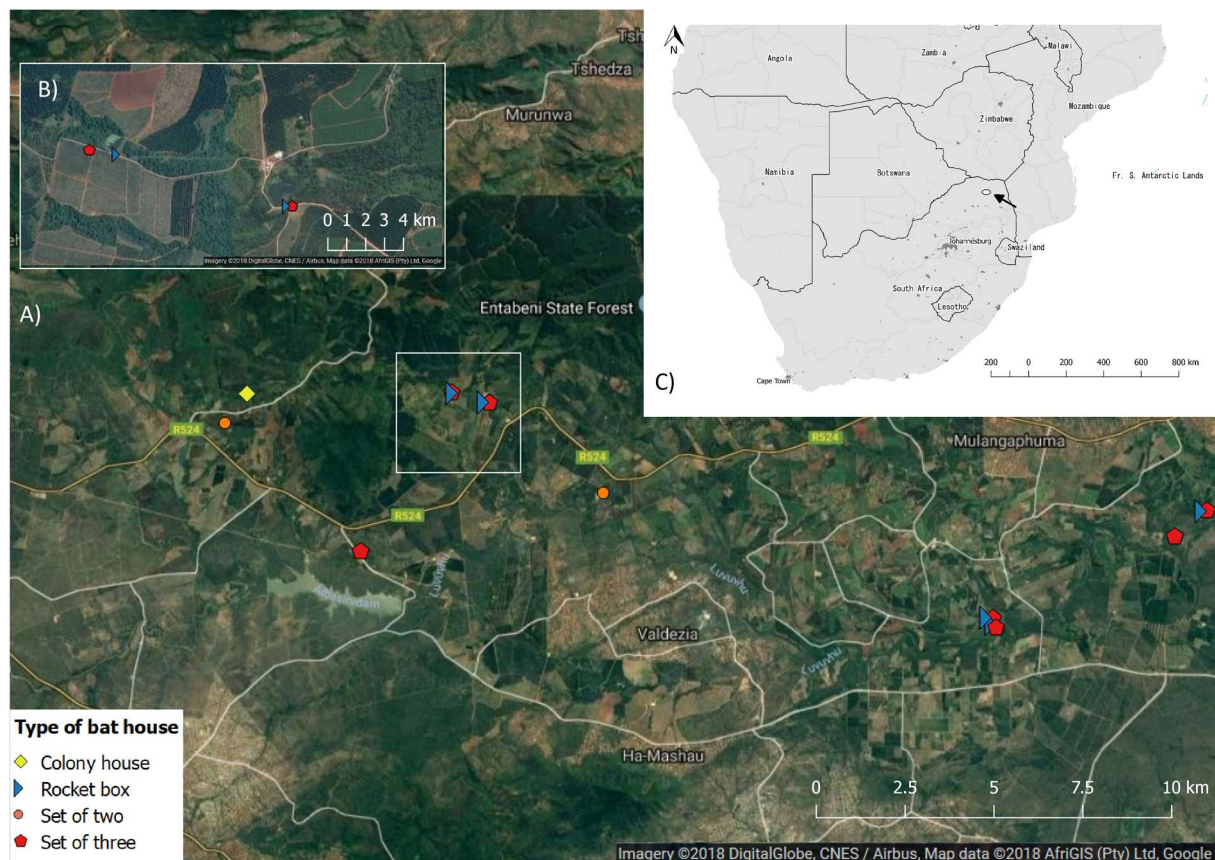 B)
0 1 2 3 4 km
Imagery ©2018 DigitalGlobe, CNES / Airbus, Map data ©2018 AfriGIS (Pty) Ltd, Google
Tshedza
Murunwa
Entabeni State Forest
A)
R524
R524
R524
R524
Mulangaphuma
Albasinidam
Luvuvhu
Luvuvhu
Luvuvhu
Valdezia
Ha-Mashau
C)
N
Angola
Zambia
Malawi
Mozambique
Zimbabwe
Namibia
Botswana
Fr. S. Antarctic Lands
Johannesburg
Swaziland
South Africa
Lesotho
Cape Town
200 0 200 400 600 800 km
Type of bat house
Colony house
Rocket box
Set of two
Set of three
0 2.5 5 7.5 10 km
Imagery ©2018 DigitalGlobe, CNES / Airbus, Map data ©2018 AfriGIS (Pty) Ltd, Google